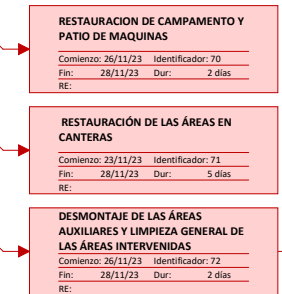 RESTAURACION DE CAMPAMENTO Y
PATIO DE MAQUINAS
Comienzo: 26/11/23 Identificador: 70
Fin: 28/11/23 Dur: 2 días
RE:
RESTAURACIÓN DE LAS ÁREAS EN
CANTERAS
Comienzo: 23/11/23 Identificador: 71
Fin: 28/11/23 Dur: 5 días
RE:
DESMONTAJE DE LAS ÁREAS
AUXILIARES Y LIMPIEZA GENERAL DE
LAS ÁREAS INTERVENIDAS
Comienzo: 26/11/23 Identificador: 72
Fin: 28/11/23 Dur: 2 días
RE: